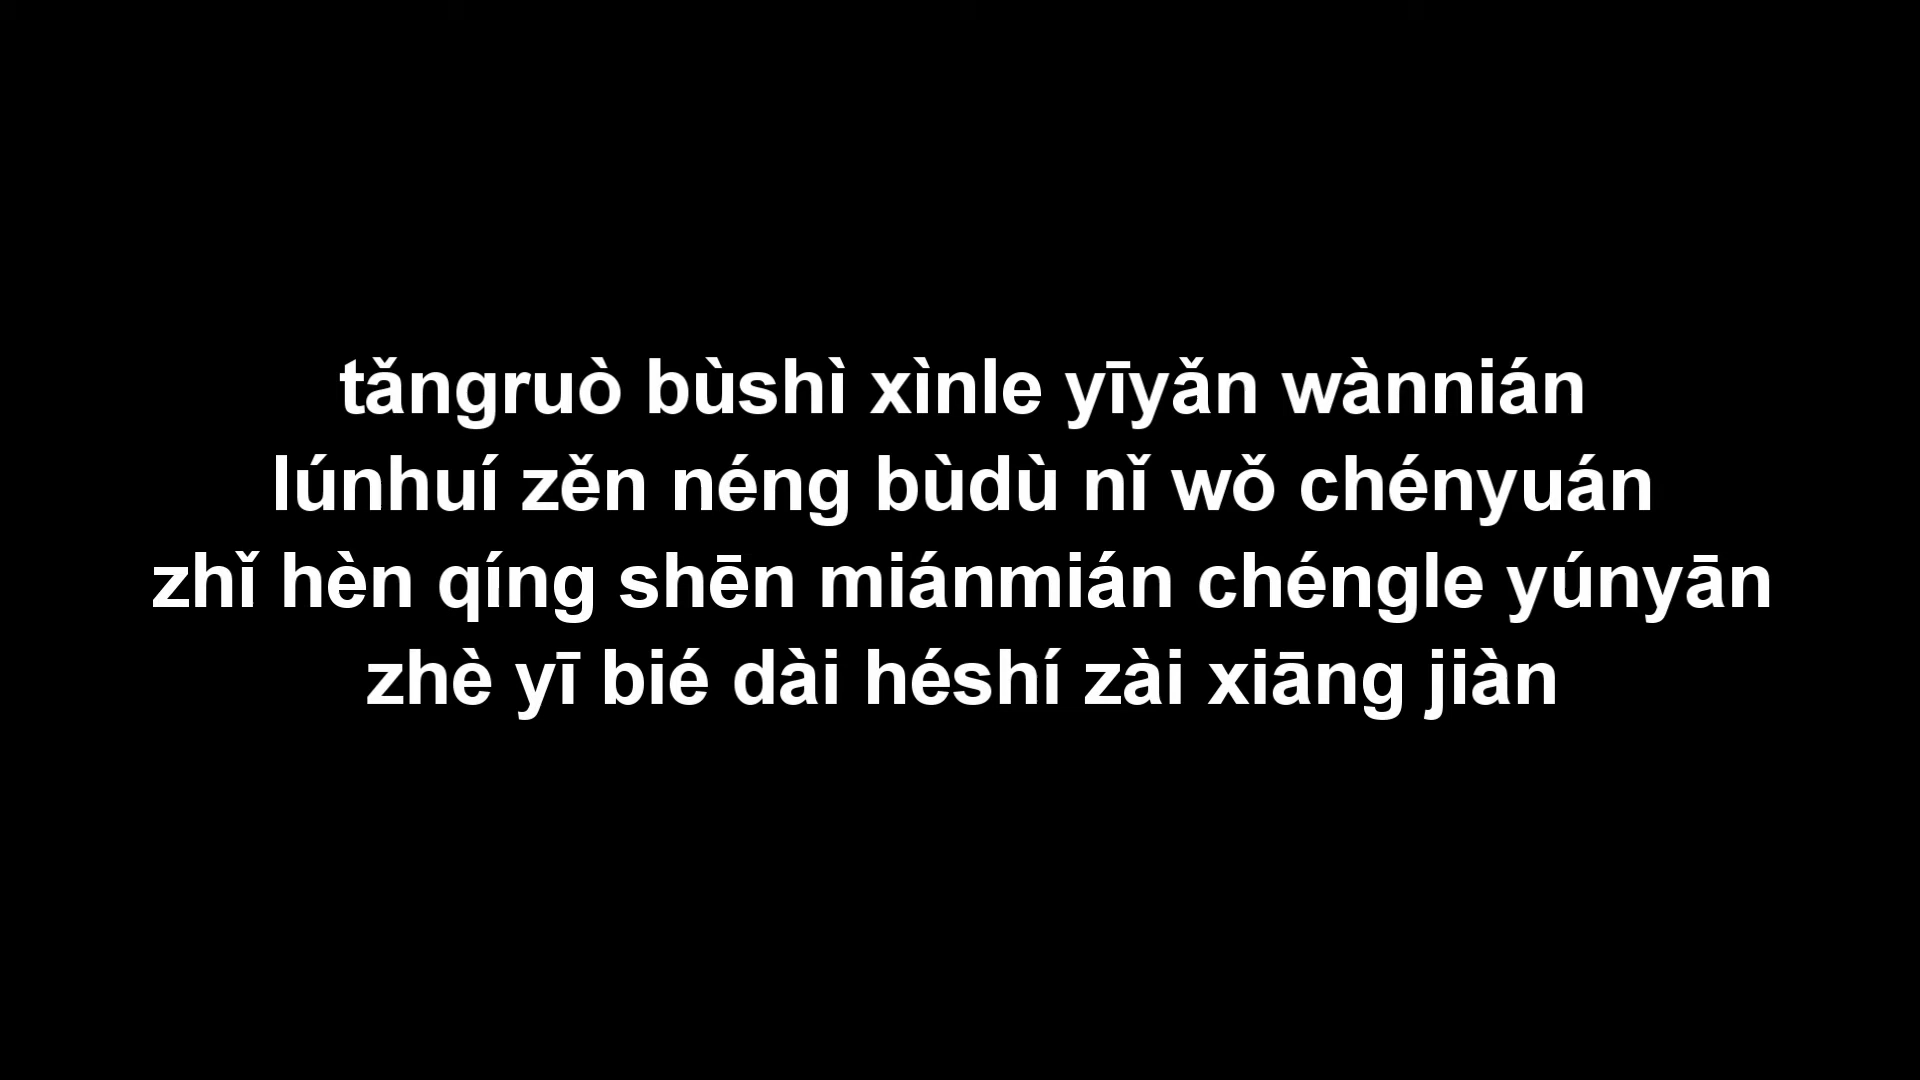 tǎngruò bùshì xìnle yīyǎn wànnián
lúnhuí zěn néng bùdù nǐ wǒ chényuán
zhǐ hèn qíng shēn miánmián chéngle yúnyān
zhè yī bié dài héshí zài xiāng jiàn